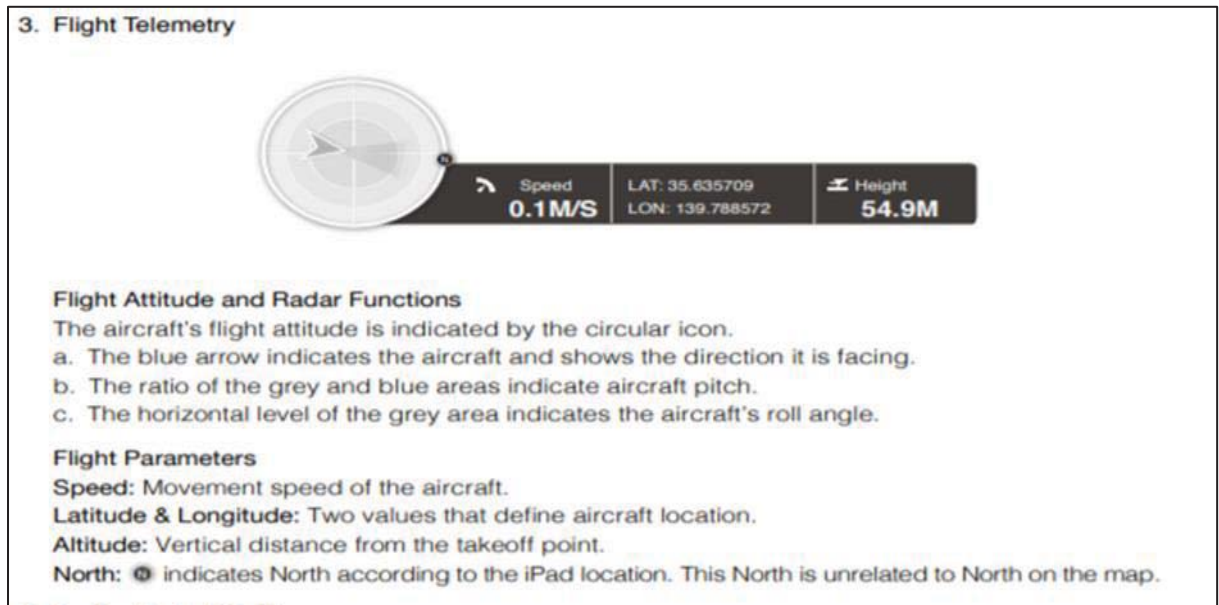 3. Flight Telemetry
N
Speed
0.1M/S
LAT: 35.635709
LON: 139.788572
Height
54.9M
Flight Attitude and Radar Functions
The aircraft's flight attitude is indicated by the circular icon.
a. The blue arrow indicates the aircraft and shows the direction it is facing.
b. The ratio of the grey and blue areas indicate aircraft pitch.
c. The horizontal level of the grey area indicates the aircraft's roll angle.
Flight Parameters
Speed: Movement speed of the aircraft.
Latitude & Longitude: Two values that define aircraft location.
Altitude: Vertical distance from the takeoff point.
North: N indicates North according to the iPad location. This North is unrelated to North on the map.